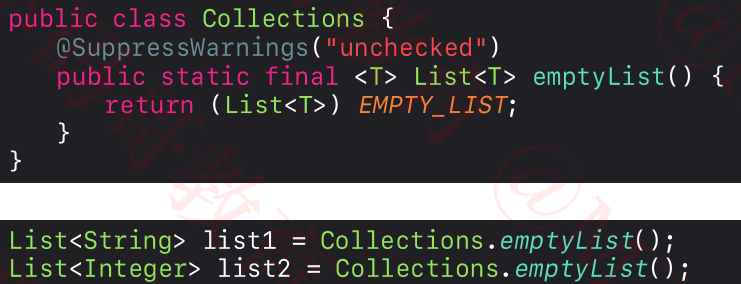 public class Collections {
    @SuppressWarnings("unchecked")
    public static final <T> List<T> emptyList() {
        return (List<T>) EMPTY_LIST;
    }
}
List<String> list1 = Collections.emptyList();
List<Integer> list2 = Collections.emptyList();